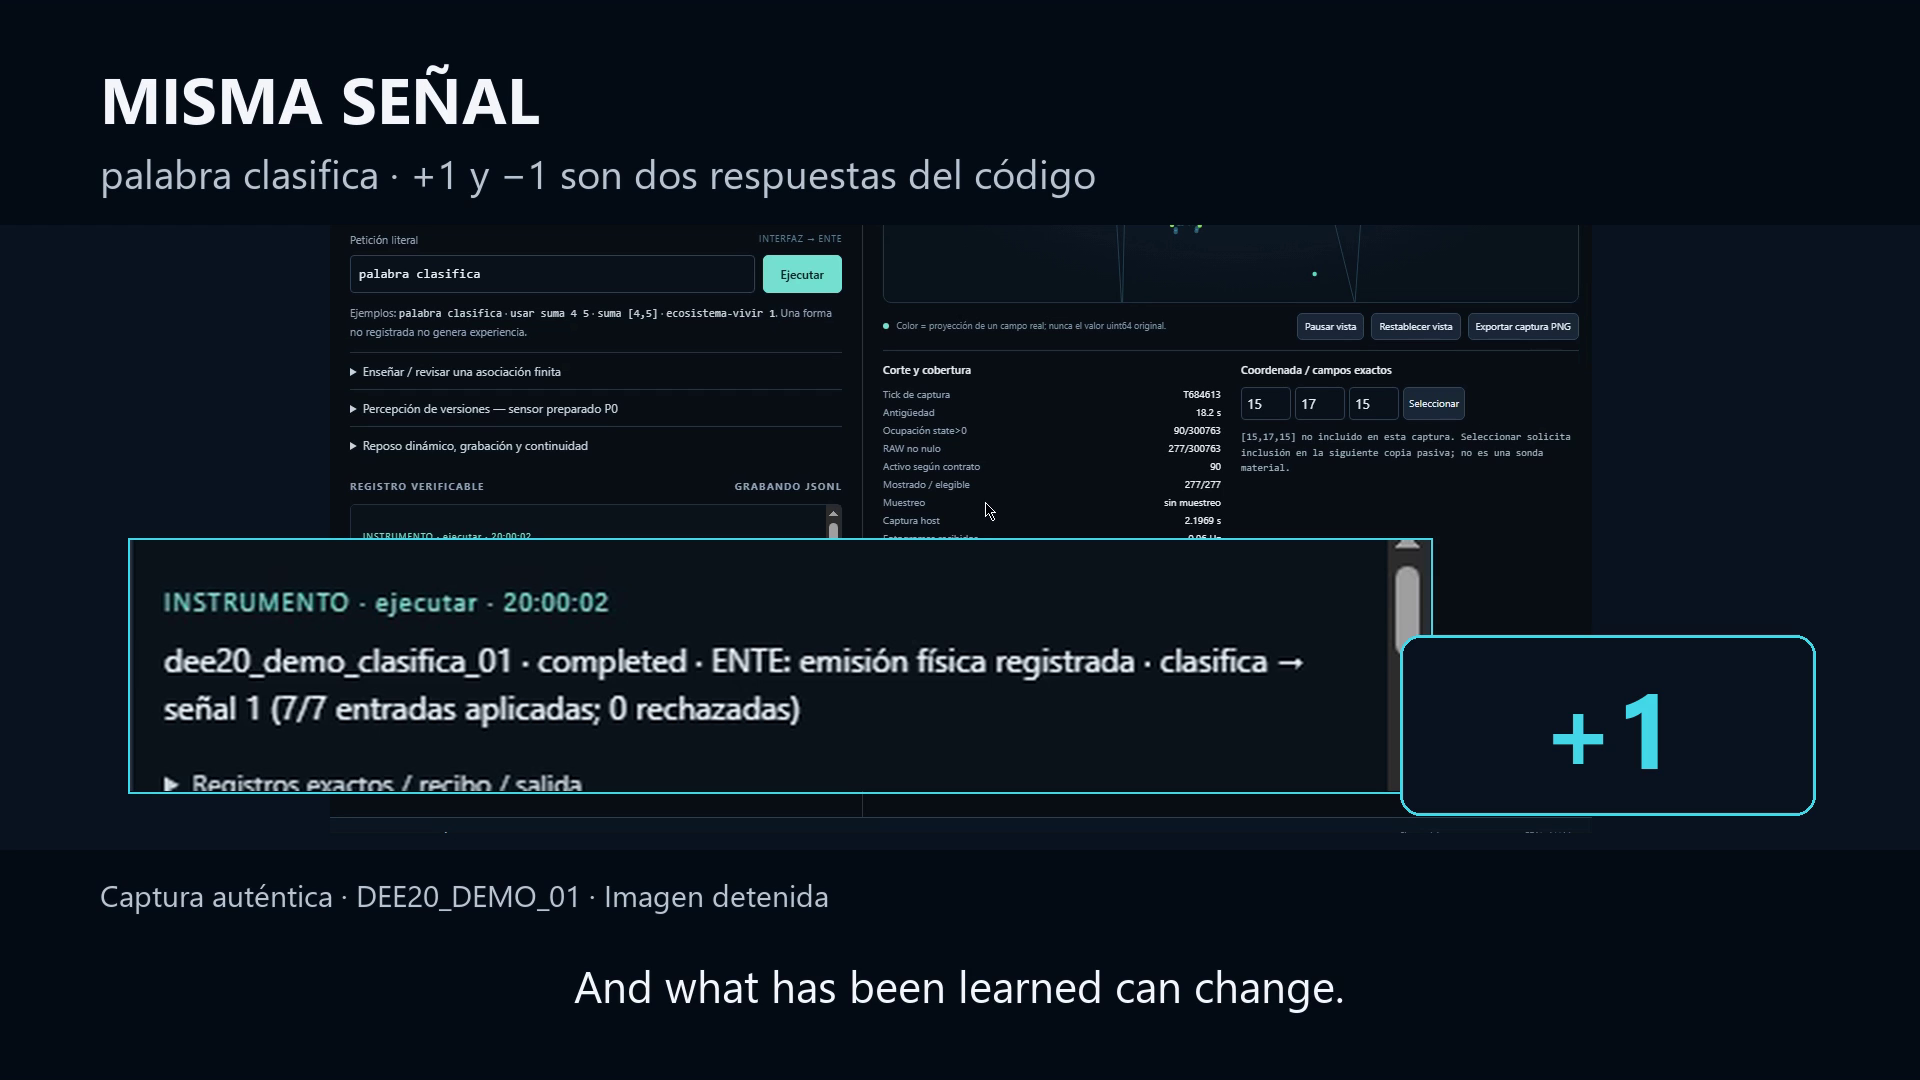 MISMA SEÑAL
palabra clasifica · +1 y −1 son dos respuestas del código
Petición literal
INTERFAZ → ENTE
palabra clasifica
Ejecutar
Ejemplos: palabra clasifica · usar suma 4 5 · suma [4,5] · ecosistema-vivir 1. Una forma
no registrada no genera experiencia.
▶ Enseñar / revisar una asociación finita
▶ Percepción de versiones — sensor preparado P0
▶ Reposo dinámico, grabación y continuidad
REGISTRO VERIFICABLE
GRABANDO JSONL
INSTRUMENTO · ejecutar · 20:00:02
Color = proyección de un campo real; nunca el valor uint64 original.
Pausar vista
Restablecer vista
Exportar captura PNG
Corte y cobertura
Tick de captura T684613
Antigüedad 18.2 s
Ocupación state>0 90/300763
RAW no nulo 277/300763
Activo según contrato 90
Mostrado / elegible 277/277
Muestreo sin muestreo
Captura host 2.1969 s
Coordenada / campos exactos
15 17 15 Seleccionar
[15,17,15] no incluido en esta captura. Seleccionar solicita
inclusión en la siguiente copia pasiva; no es una sonda
material.
INSTRUMENTO · ejecutar · 20:00:02
dee20_demo_clasifica_01 · completed · ENTE: emisión física registrada · clasifica →
señal 1 (7/7 entradas aplicadas; 0 rechazadas)
▶ Registros exactos / recibo / salida
+1
Captura auténtica · DEE20_DEMO_01 · Imagen detenida
And what has been learned can change.